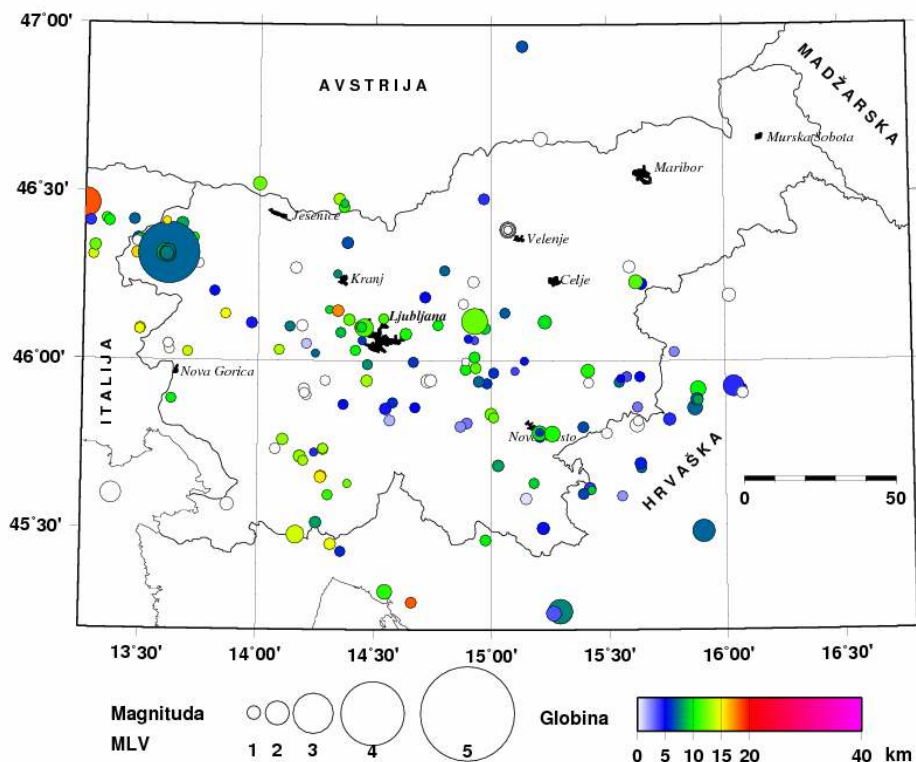 47˚00'
46˚30'
46˚00'
45˚30'
AVSTRIJA
MADŽARSKA
Murska Sobota
Maribor
Jesenice
Velenje
Kranj
Celje
Ljubljana
ITALIJA
Nova Gorica
Novo Mesto
HRVAŠKA
0 50
13˚30' 14˚00' 14˚30' 15˚00' 15˚30' 16˚00' 16˚30'
Magnituda
MLV
1 2 3 4 5
Globina
0 5 10 15 20 40 km